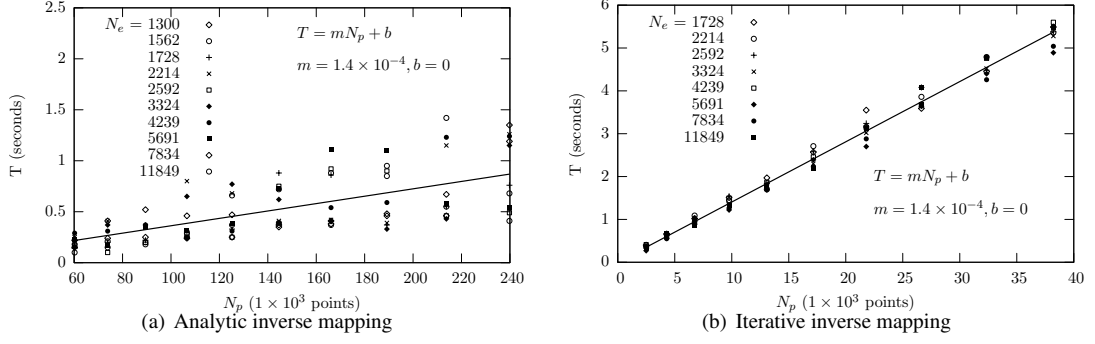 2.5
2
1.5
1
0.5
0
T (seconds)
N_e = 1300
1562
1728
2214
2592
3324
4239
5691
7834
11849
T = mN_p + b
m = 1.4 × 10^{-4}, b = 0
60 80 100 120 140 160 180 200 220 240
N_p (1 × 10^3 points)
(a) Analytic inverse mapping
6
5
4
3
2
1
0
T (seconds)
N_e = 1728
2214
2592
3324
4239
5691
7834
11849
T = mN_p + b
m = 1.4 × 10^{-4}, b = 0
0 5 10 15 20 25 30 35 40
N_p (1 × 10^3 points)
(b) Iterative inverse mapping